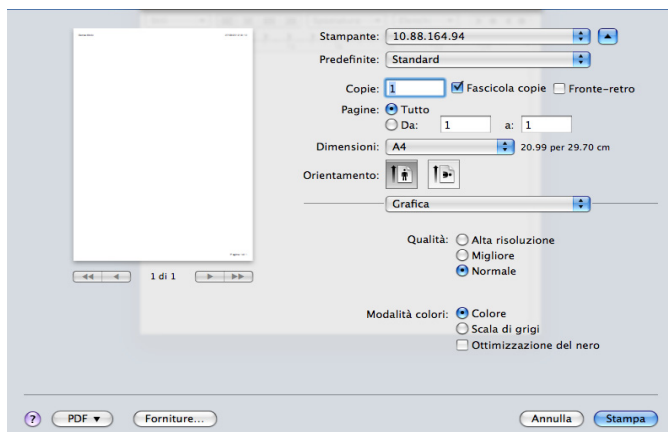 Stampante: 10.88.164.94
Predefinite: Standard
Copie: 1 Fascicola copie Fronte-retro
Pagine: Tutto
Da: 1 a: 1
Dimensioni: A4 20.99 per 29.70 cm
Orientamento:
Grafica
Qualità: Alta risoluzione
Migliore
Normale
1 di 1
Modalità colori: Colore
Scala di grigi
Ottimizzazione del nero
? PDF Forniture... Annulla Stampa